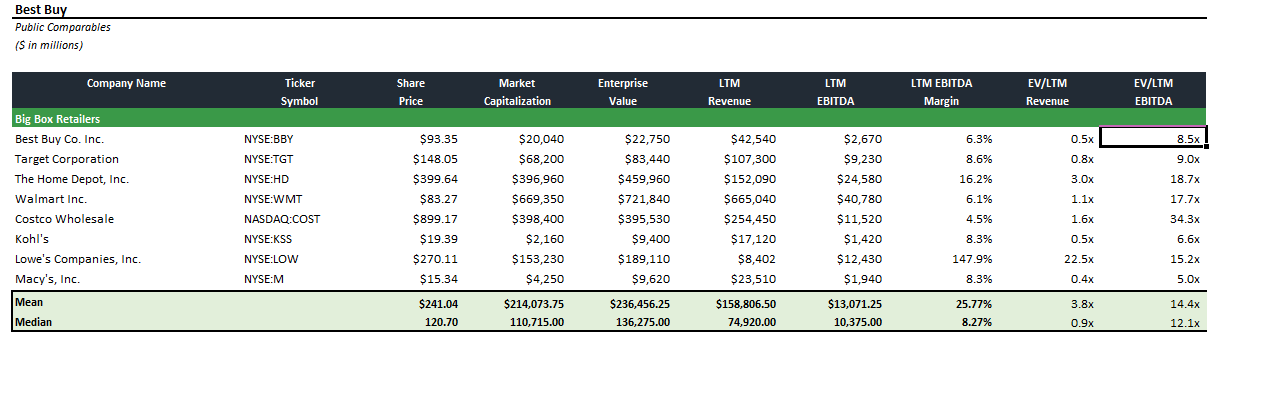 Best Buy
Public Comparables
($ in millions)
Company Name Ticker Share Market Enterprise LTM LTM LTM EBITDA EV/LTM EV/LTM
Symbol Price Capitalization Value Revenue EBITDA Margin Revenue EBITDA
Big Box Retailers
Best Buy Co. Inc. NYSE:BBY $93.35 $20,040 $22,750 $42,540 $2,670 6.3% 0.5x 8.5x
Target Corporation NYSE:TGT $148.05 $68,200 $83,440 $107,300 $9,230 8.6% 0.8x 9.0x
The Home Depot, Inc. NYSE:HD $399.64 $396,960 $459,960 $152,090 $24,580 16.2% 3.0x 18.7x
Walmart Inc. NYSE:WMT $83.27 $669,350 $721,840 $665,040 $40,780 6.1% 1.1x 17.7x
Costco Wholesale NASDAQ:COST $899.17 $398,400 $395,530 $254,450 $11,520 4.5% 1.6x 34.3x
Kohl's NYSE:KSS $19.39 $2,160 $9,400 $17,120 $1,420 8.3% 0.5x 6.6x
Lowe's Companies, Inc. NYSE:LOW $270.11 $153,230 $189,110 $8,402 $12,430 147.9% 22.5x 15.2x
Macy's, Inc. NYSE:M $15.34 $4,250 $9,620 $23,510 $1,940 8.3% 0.4x 5.0x
Mean $241.04 $214,073.75 $236,456.25 $158,806.50 $13,071.25 25.77% 3.8x 14.4x
Median 120.70 110,715.00 136,275.00 74,920.00 10,375.00 8.27% 0.9x 12.1x